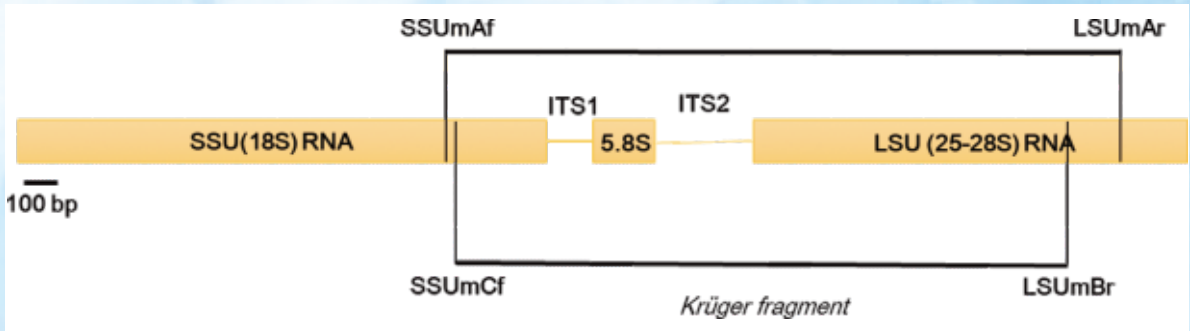 SSUmAf
LSUmAr
ITS1
ITS2
SSU(18S) RNA
5.8S
LSU (25-28S) RNA
100 bp
SSUmCf
LSUmBr
Krüger fragment